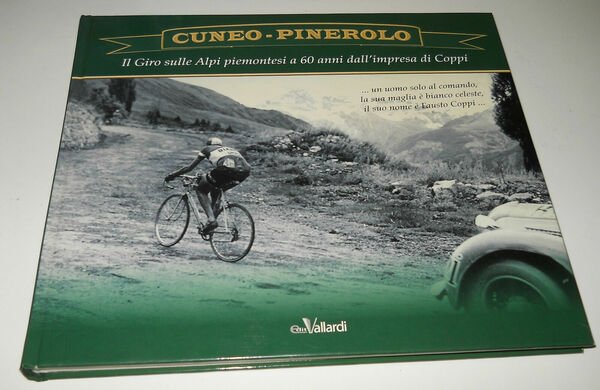 CUNEO-PINEROLO
Il Giro sulle Alpi piemontesi a 60 anni dall'impresa di Coppi
... un uomo solo al comando,
la sua maglia è bianco celeste,
il suo nome è Fausto Coppi ...
Vallardi